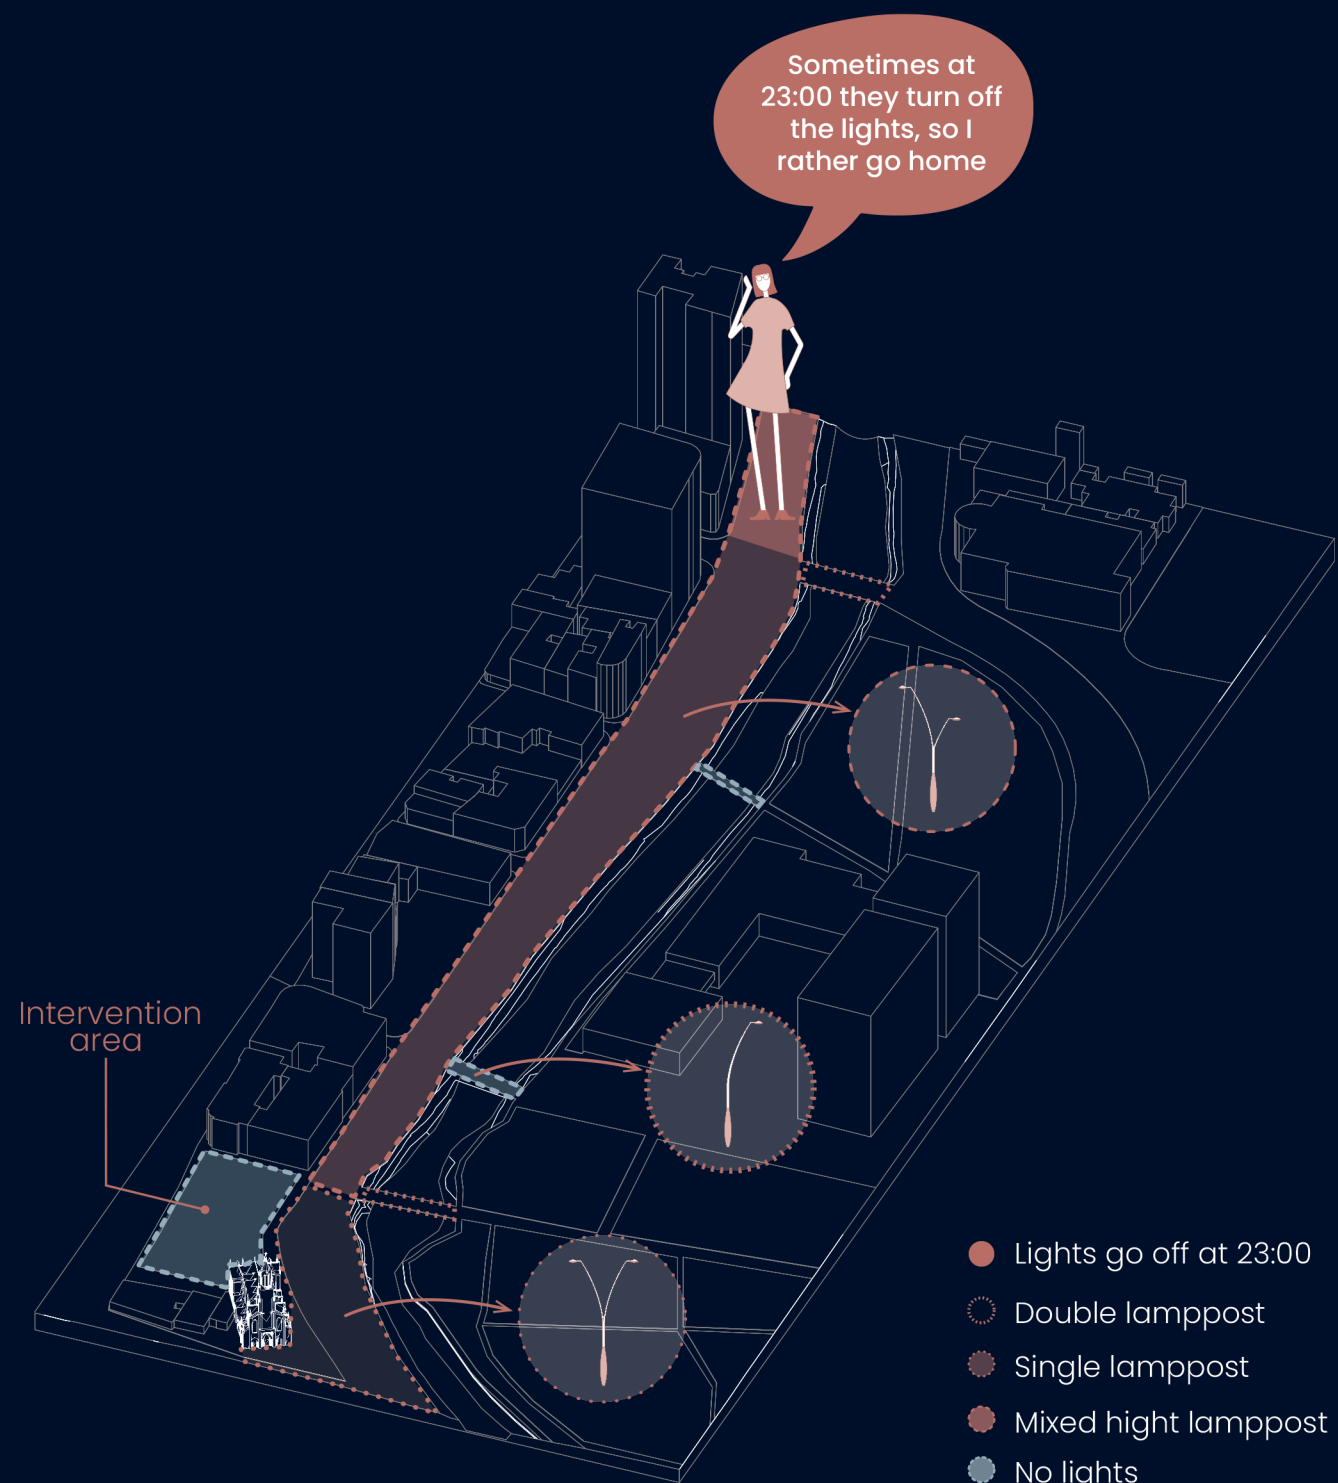 Sometimes at
23:00 they turn off
the lights, so I
rather go home
Intervention
area
Lights go off at 23:00
Double lamppost
Single lamppost
Mixed hight lamppost
No lights